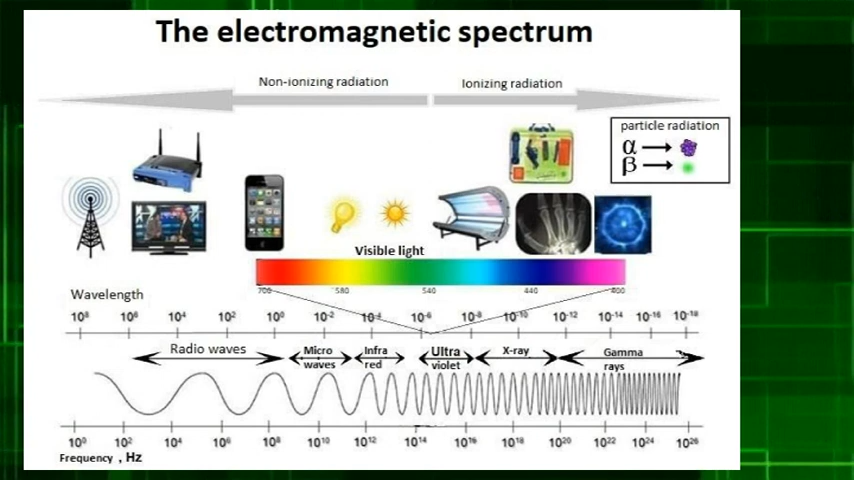 The electromagnetic spectrum
Non-ionizing radiation Ionizing radiation
particle radiation
α
β
Visible light
700 580 540 440 400
Wavelength
10⁸ 10⁶ 10⁴ 10² 10⁰ 10⁻² 10⁻⁴ 10⁻⁶ 10⁻⁸ 10⁻¹⁰ 10⁻¹² 10⁻¹⁴ 10⁻¹⁶ 10⁻¹⁸
Radio waves Micro waves Infra red Ultra violet X-ray Gamma rays
10⁰ 10² 10⁴ 10⁶ 10⁸ 10¹⁰ 10¹² 10¹⁴ 10¹⁶ 10¹⁸ 10²⁰ 10²² 10²⁴ 10²⁶
Frequency , Hz